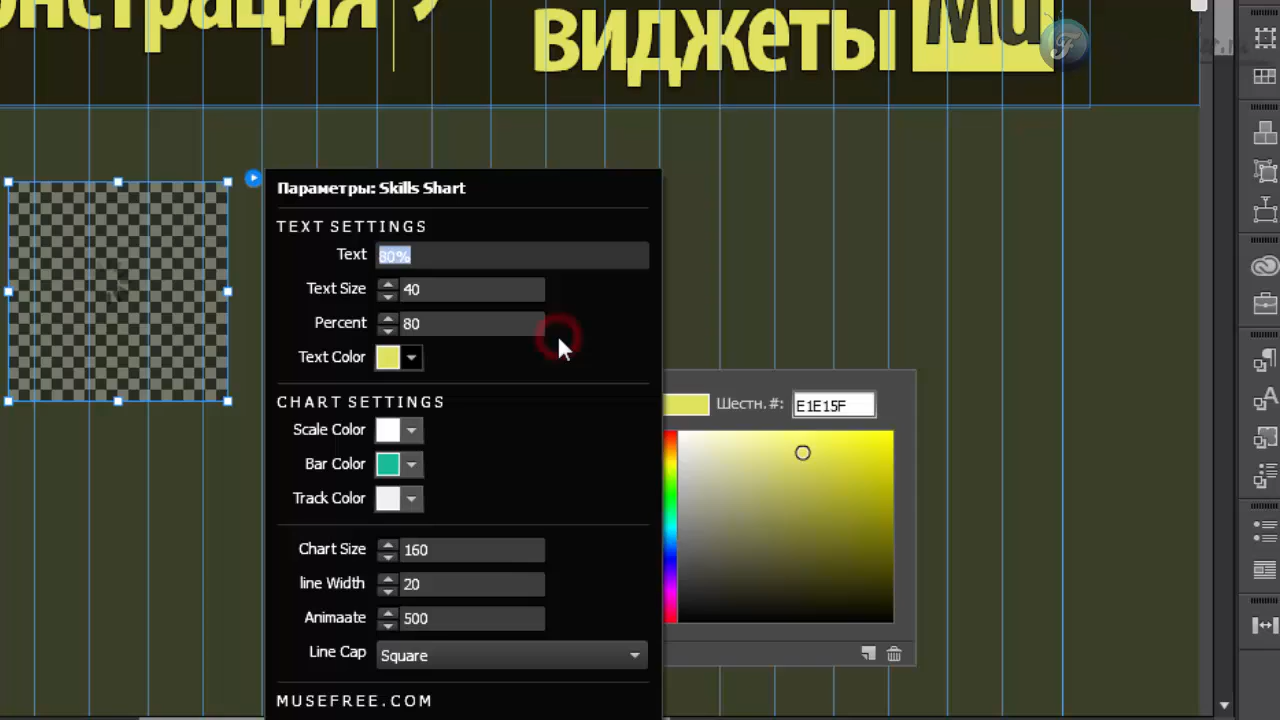 виджеты Mu
Параметры: Skills Shart
TEXT SETTINGS
Text 80%
Text Size 40
Percent 80
Text Color
CHART SETTINGS
Шестн.#: E1E15F
Scale Color
Bar Color
Track Color
Chart Size 160
line Width 20
Animaate 500
Line Cap Square
MUSEFREE.COM